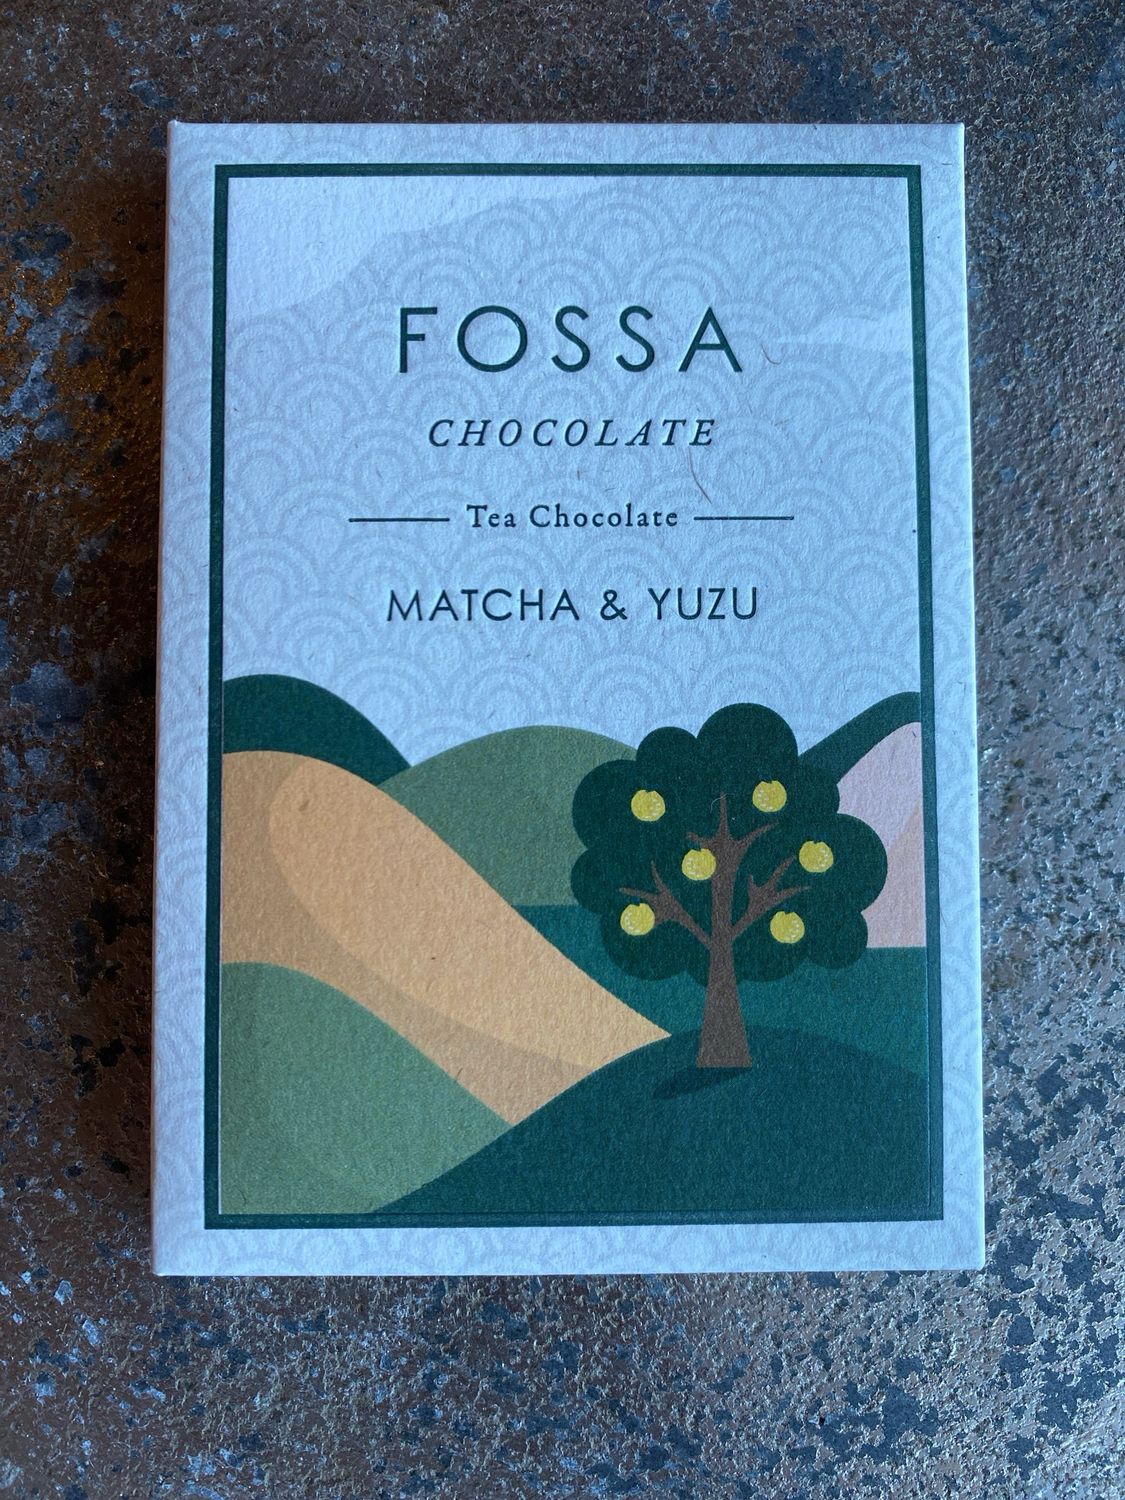 FOSSA
CHOCOLATE
Tea Chocolate
MATCHA & YUZU